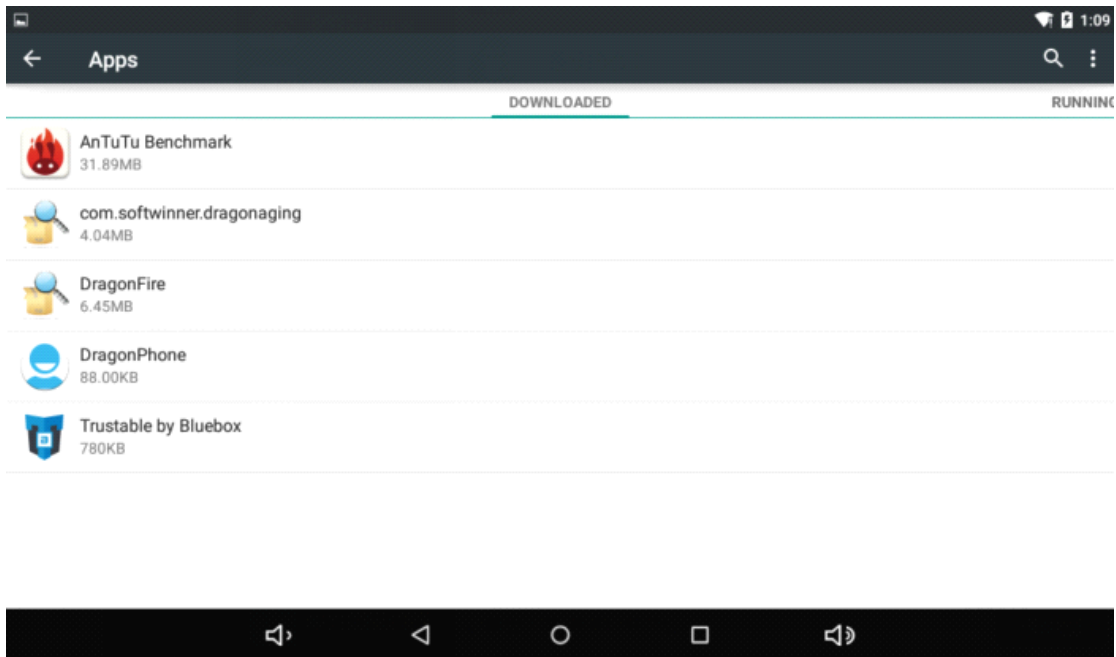 1:09
Apps
DOWNLOADED
RUNNING
AnTuTu Benchmark
31.89MB
com.softwinner.dragonaging
4.04MB
DragonFire
6.45MB
DragonPhone
88.00KB
Trustable by Bluebox
780KB